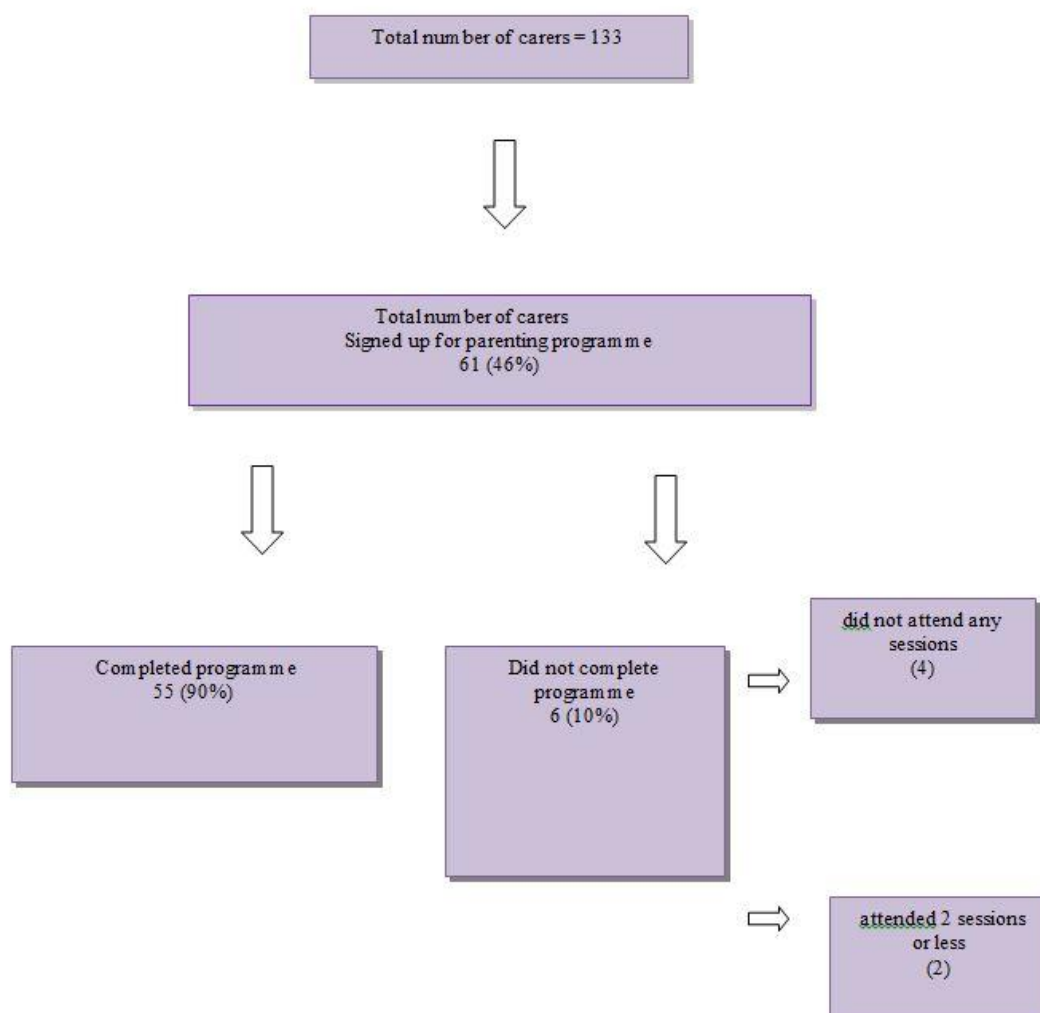 Total number of carers = 133
Total number of carers
Signed up for parenting programme
61 (46%)
Completed programme
55 (90%)
Did not complete
programme
6 (10%)
did not attend any
sessions
(4)
attended 2 sessions
or less
(2)